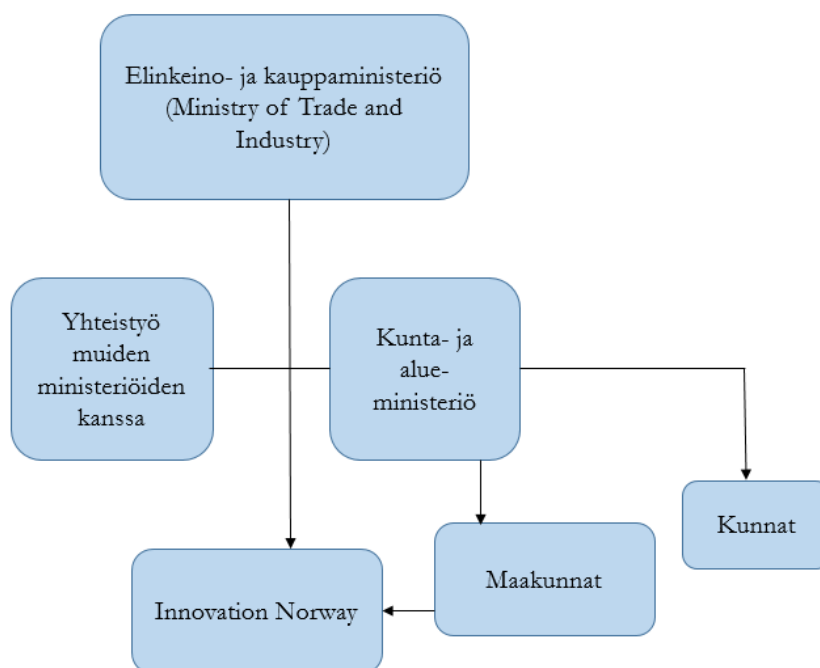 Elinkeino- ja kauppaministeriö
(Ministry of Trade and
Industry)
Yhteistyö
muiden
ministeriöiden
kanssa
Kunta- ja
alue-
ministeriö
Kunnat
Maakunnat
Innovation Norway